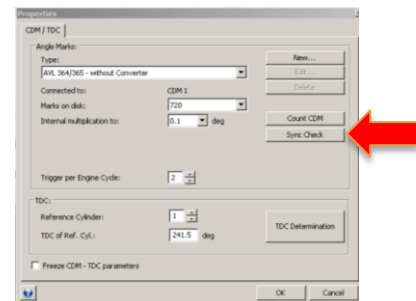 Properties
CDM / TDC
Angle Marks:
Type:
AVL 364/365 - without Converter
New...
Edit...
Delete
Connected to: CDM 1
Marks on disk: 720
Internal multiplication to: 0.1 deg
Count CDM
Sync Check
Trigger per Engine Cycle: 2
TDC:
Reference Cylinder: 1
TDC of Ref. Cyl.: 241.5 deg
TDC Determination
Freeze CDM - TDC parameters
OK Cancel